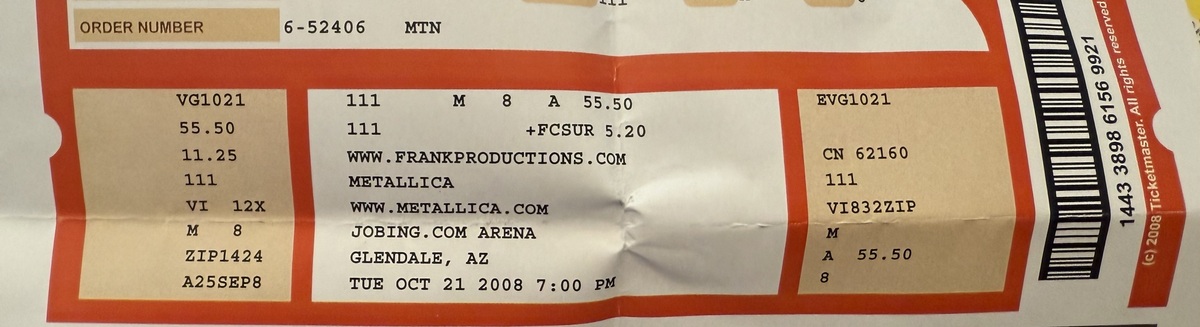 ORDER NUMBER 6-52406 MTN
VG1021
55.50
11.25
111
VI 12X
M 8
ZIP1424
A25SEP8
111 M 8 A 55.50
111 +FCSUR 5.20
WWW.FRANKPRODUCTIONS.COM
METALLICA
WWW.METALLICA.COM
JOBING.COM ARENA
GLENDALE, AZ
TUE OCT 21 2008 7:00 PM
EVG1021
CN 62160
111
VI832ZIP
M
A 55.50
8
1443 3898 6156 9921
(c) 2008 Ticketmaster. All rights reserved